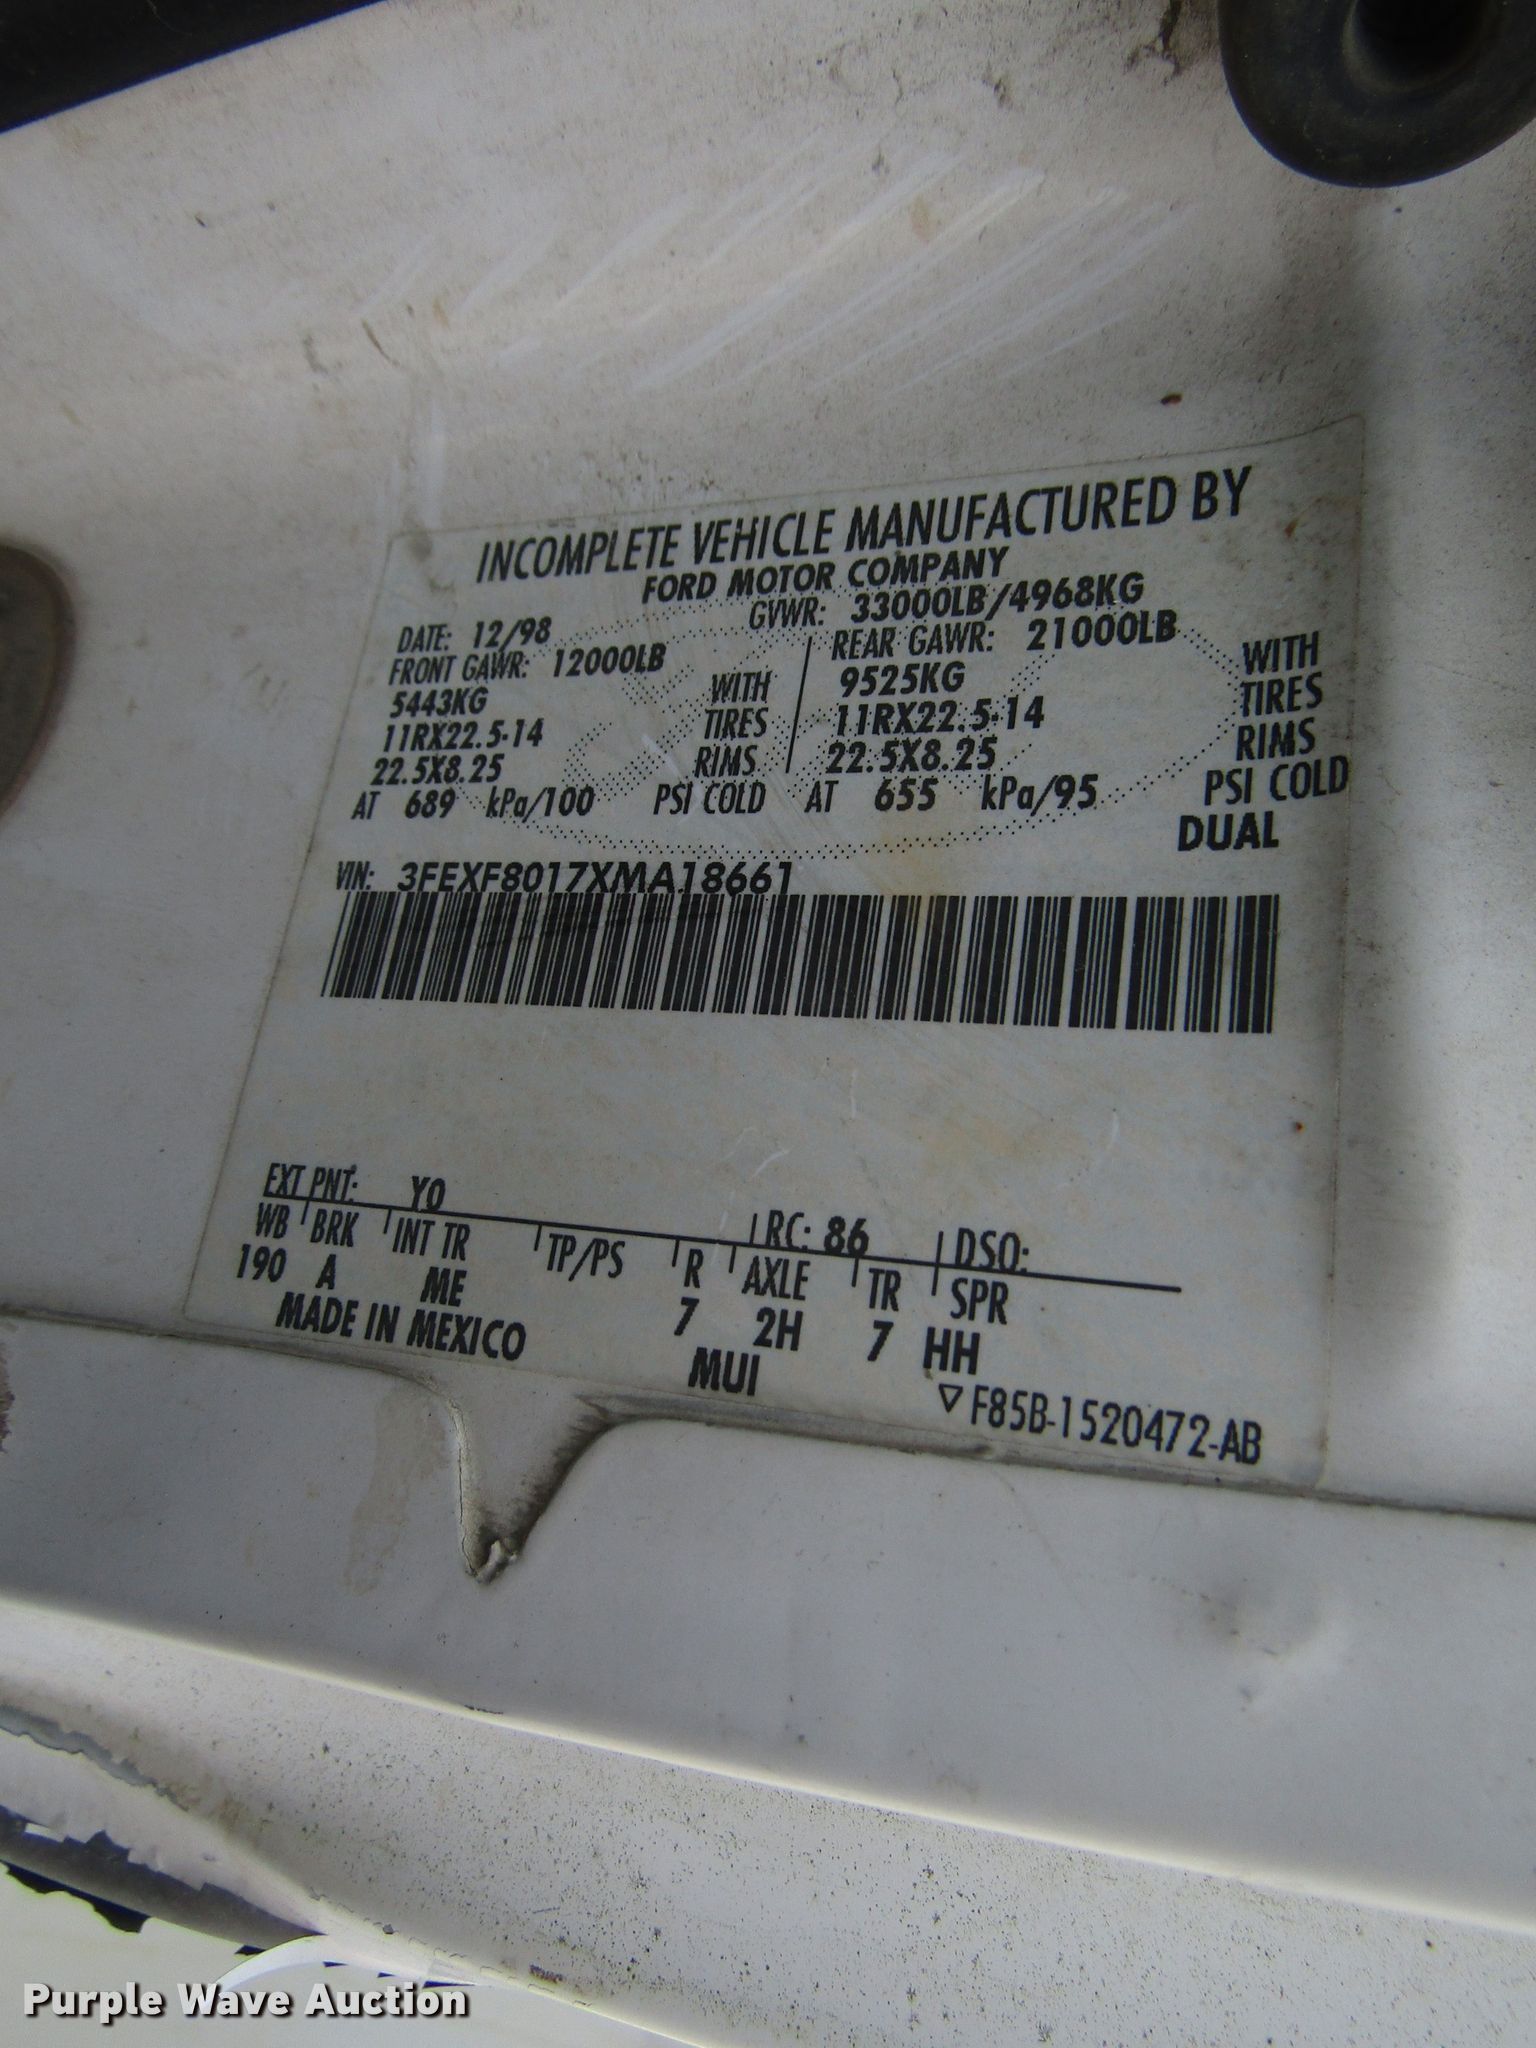 INCOMPLETE VEHICLE MANUFACTURED BY
FORD MOTOR COMPANY
DATE: 12/98 GVWR: 33000LB/4968KG
FRONT GAWR: 12000LB REAR GAWR: 21000LB
5443KG WITH 9525KG WITH
11RX22.5-14 TIRES 11RX22.5-14 TIRES
22.5X8.25 RIMS 22.5X8.25 RIMS
AT 689 kPa/100 PSI COLD AT 655 kPa/95 PSI COLD
DUAL
VIN: 3FEXF8017XMA18661
EXT PNT: Y0 RC: 86 DSO:
WB BRK INT TR TP/PS R AXLE TR SPR
190 A ME 7 2H 7 HH
MADE IN MEXICO MUI
F85B-1520472-AB
Purple Wave Auction